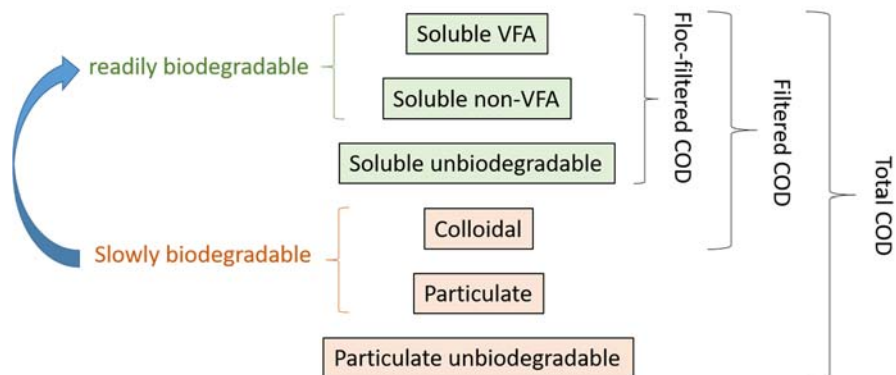 Soluble VFA
readily biodegradable
Soluble non-VFA
Soluble unbiodegradable
Colloidal
Slowly biodegradable
Particulate
Particulate unbiodegradable
Floc-filtered COD
Filtered COD
Total COD